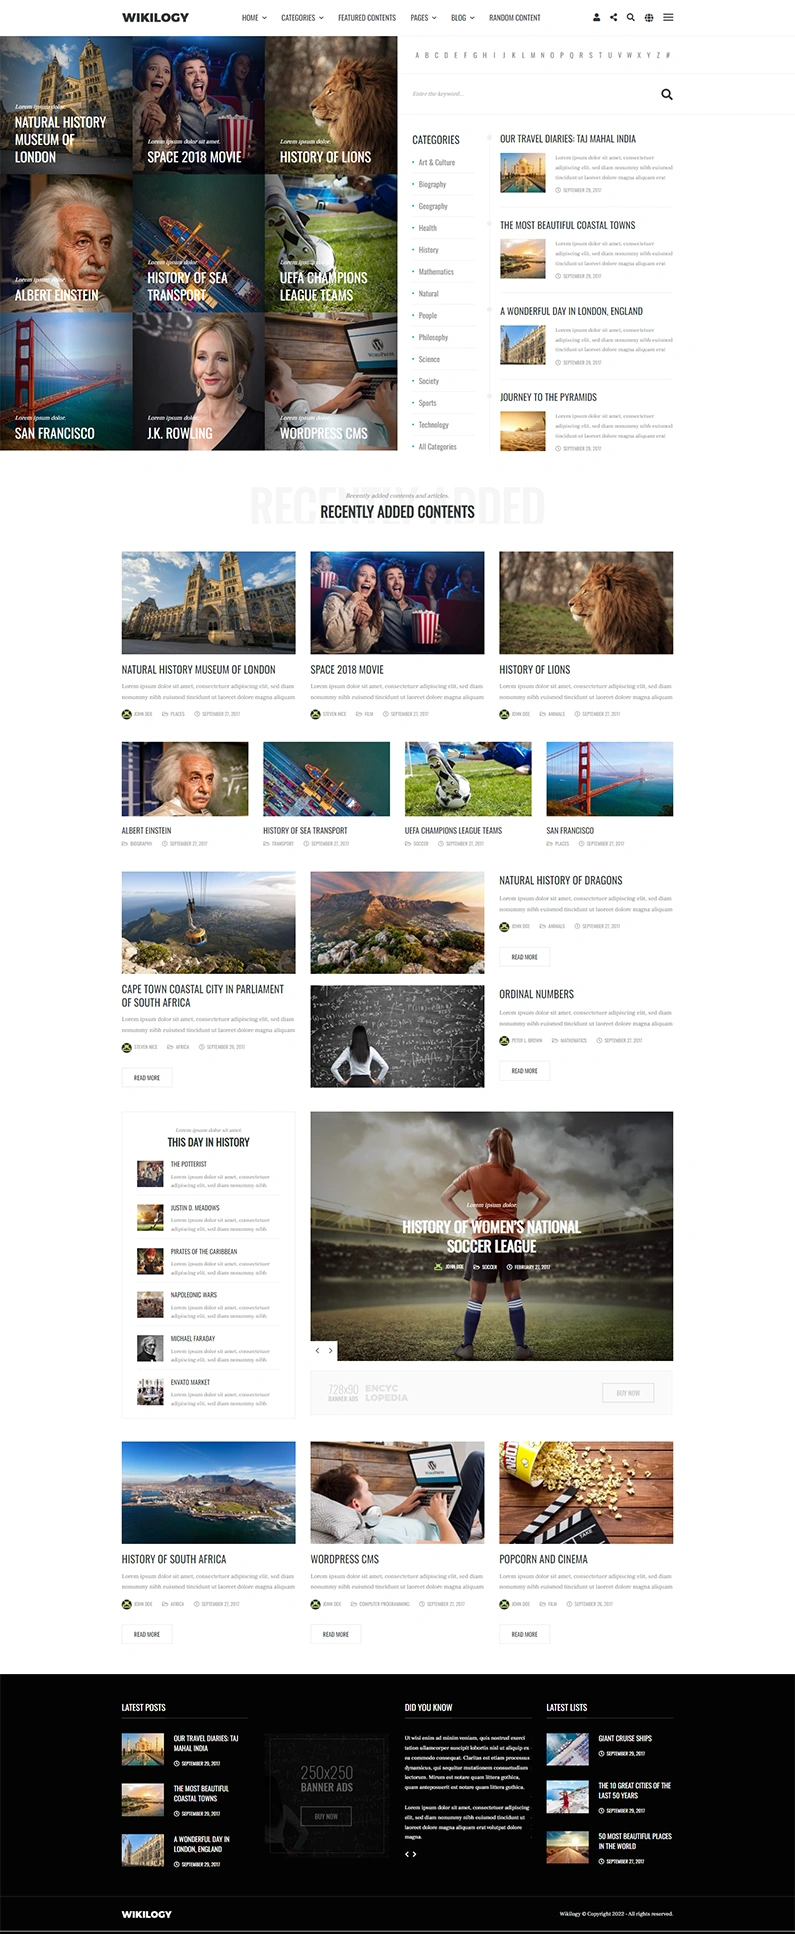 WIKILOGY
HOME
CATEGORIES
FEATURED CONTENTS
PAGES
BLOG
RANDOM CONTENT
Lorem ipsum dolor.
NATURAL HISTORY
MUSEUM OF
LONDON
Lorem ipsum dolor sit amet.
SPACE 2018 MOVIE
HISTORY OF LIONS
Lorem ipsum dolor.
ALBERT EINSTEIN
Lorem ipsum dolor.
HISTORY OF SEA
TRANSPORT
Lorem ipsum dolor.
UEFA CHAMPIONS
LEAGUE TEAMS
Lorem ipsum dolor.
SAN FRANCISCO
Lorem ipsum dolor.
J.K. ROWLING
Lorem ipsum dolor.
WORDPRESS CMS
A B C D E F G H I J K L M N O P Q R S T U V W X Y Z #
Enter the keyword...
CATEGORIES
Art & Culture
Biography
Geography
Health
History
Mathematics
Natural
People
Philosophy
Science
Society
Sports
Technology
All Categories
OUR TRAVEL DIARIES: TAJ MAHAL INDIA
Lorem ipsum dolor sit amet, consectetuer
adipiscing elit, sed diam nonummy nibh euismod
tincidunt ut laoreet dolore magna aliquam erat
SEPTEMBER 29, 2017
THE MOST BEAUTIFUL COASTAL TOWNS
Lorem ipsum dolor sit amet, consectetuer
adipiscing elit, sed diam nonummy nibh euismod
tincidunt ut laoreet dolore magna aliquam erat
SEPTEMBER 29, 2017
A WONDERFUL DAY IN LONDON, ENGLAND
Lorem ipsum dolor sit amet, consectetuer
adipiscing elit, sed diam nonummy nibh euismod
tincidunt ut laoreet dolore magna aliquam erat
SEPTEMBER 29, 2017
JOURNEY TO THE PYRAMIDS
Lorem ipsum dolor sit amet, consectetuer
adipiscing elit, sed diam nonummy nibh euismod
tincidunt ut laoreet dolore magna aliquam erat
SEPTEMBER 29, 2017
RECENTLY ADDED
Recently added contents and articles.
RECENTLY ADDED CONTENTS
NATURAL HISTORY MUSEUM OF LONDON
Lorem ipsum dolor sit amet, consectetuer adipiscing elit, sed diam
nonummy nibh euismod tincidunt ut laoreet dolore magna aliquam
JOHN DOE PLACES SEPTEMBER 27, 2017
SPACE 2018 MOVIE
Lorem ipsum dolor sit amet, consectetuer adipiscing elit, sed diam
nonummy nibh euismod tincidunt ut laoreet dolore magna aliquam
STEVEN NICE FILM SEPTEMBER 27, 2017
HISTORY OF LIONS
Lorem ipsum dolor sit amet, consectetuer adipiscing elit, sed diam
nonummy nibh euismod tincidunt ut laoreet dolore magna aliquam
JOHN DOE ANIMALS SEPTEMBER 27, 2017
ALBERT EINSTEIN
BIOGRAPHY SEPTEMBER 27, 2017
HISTORY OF SEA TRANSPORT
TRANSPORT SEPTEMBER 27, 2017
UEFA CHAMPIONS LEAGUE TEAMS
SOCCER SEPTEMBER 27, 2017
SAN FRANCISCO
PLACES SEPTEMBER 27, 2017
CAPE TOWN COASTAL CITY IN PARLIAMENT
OF SOUTH AFRICA
Lorem ipsum dolor sit amet, consectetuer adipiscing elit, sed diam
nonummy nibh euismod tincidunt ut laoreet dolore magna aliquam
STEVEN NICE AFRICA SEPTEMBER 26, 2017
READ MORE
NATURAL HISTORY OF DRAGONS
Lorem ipsum dolor sit amet, consectetuer adipiscing elit, sed diam
nonummy nibh euismod tincidunt ut laoreet dolore magna aliquam
JOHN DOE ANIMALS SEPTEMBER 27, 2017
READ MORE
ORDINAL NUMBERS
Lorem ipsum dolor sit amet, consectetuer adipiscing elit, sed diam
nonummy nibh euismod tincidunt ut laoreet dolore magna aliquam
PETER L. BROWN MATHEMATICS SEPTEMBER 27, 2017
READ MORE
Lorem ipsum dolor sit amet.
THIS DAY IN HISTORY
THE POTTERIST
Lorem ipsum dolor sit amet, consectetuer
adipiscing elit, sed diam nonummy nibh
JUSTIN D. MEADOWS
Lorem ipsum dolor sit amet, consectetuer
adipiscing elit, sed diam nonummy nibh
PIRATES OF THE CARIBBEAN
Lorem ipsum dolor sit amet, consectetuer
adipiscing elit, sed diam nonummy nibh
NAPOLEONIC WARS
Lorem ipsum dolor sit amet, consectetuer
adipiscing elit, sed diam nonummy nibh
MICHAEL FARADAY
Lorem ipsum dolor sit amet, consectetuer
adipiscing elit, sed diam nonummy nibh
ENVATO MARKET
Lorem ipsum dolor sit amet, consectetuer
adipiscing elit, sed diam nonummy nibh
Lorem ipsum dolor.
HISTORY OF WOMEN'S NATIONAL
SOCCER LEAGUE
JOHN DOE SOCCER FEBRUARY 27, 2017
728x90
BANNER ADS
ENCYC
LOPEDIA
BUY NOW
HISTORY OF SOUTH AFRICA
Lorem ipsum dolor sit amet, consectetuer adipiscing elit, sed diam
nonummy nibh euismod tincidunt ut laoreet dolore magna aliquam
JOHN DOE AFRICA SEPTEMBER 27, 2017
READ MORE
WORDPRESS CMS
Lorem ipsum dolor sit amet, consectetuer adipiscing elit, sed diam
nonummy nibh euismod tincidunt ut laoreet dolore magna aliquam
JOHN DOE COMPUTER PROGRAMMING SEPTEMBER 27, 2017
READ MORE
POPCORN AND CINEMA
Lorem ipsum dolor sit amet, consectetuer adipiscing elit, sed diam
nonummy nibh euismod tincidunt ut laoreet dolore magna aliquam
JOHN DOE FILM SEPTEMBER 26, 2017
READ MORE
LATEST POSTS
OUR TRAVEL DIARIES: TAJ
MAHAL INDIA
SEPTEMBER 29, 2017
THE MOST BEAUTIFUL
COASTAL TOWNS
SEPTEMBER 29, 2017
A WONDERFUL DAY IN
LONDON, ENGLAND
SEPTEMBER 29, 2017
250x250
BANNER ADS
BUY NOW
DID YOU KNOW
Ut wisi enim ad minim veniam, quis nostrud exerci
tation ullamcorper suscipit lobortis nisl ut aliquip ex
ea commodo consequat. Claritas est etiam processus
dynamicus, qui sequitur mutationem consuetudium
lectorum. Mirum est notare quam littera gothica,
quam anteposuerit est notare quam littera gothica.
Lorem ipsum dolor sit amet, consectetuer adipiscing
elit, sed diam nonummy nibh euismod tincidunt ut
laoreet dolore magna aliquam erat volutpat dolore
magna.
LATEST LISTS
GIANT CRUISE SHIPS
SEPTEMBER 29, 2017
THE 10 GREAT CITIES OF THE
LAST 50 YEARS
SEPTEMBER 29, 2017
50 MOST BEAUTIFUL PLACES
IN THE WORLD
SEPTEMBER 27, 2017
WIKILOGY
Wikilogy © Copyright 2022 - All rights reserved.